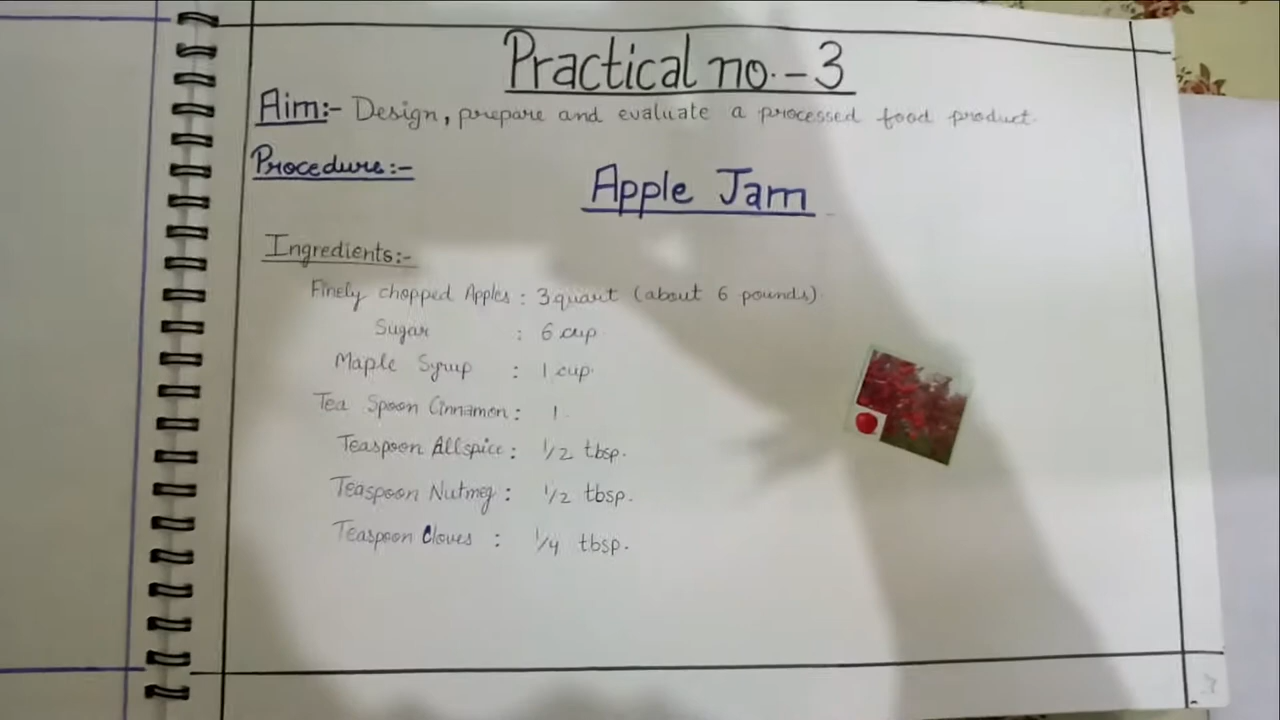 Practical no.-3
Aim:- Design, prepare and evaluate a processed food product.
Procedure:-
Apple Jam
Ingredients:-
Finely chopped Apples : 3 quart (about 6 pounds)
Sugar : 6 cup
Maple Syrup : 1 cup
Tea Spoon Cinnamon : 1
Teaspoon Allspice : 1/2 tbsp.
Teaspoon Nutmeg : 1/2 tbsp.
Teaspoon Cloves : 1/4 tbsp.
3